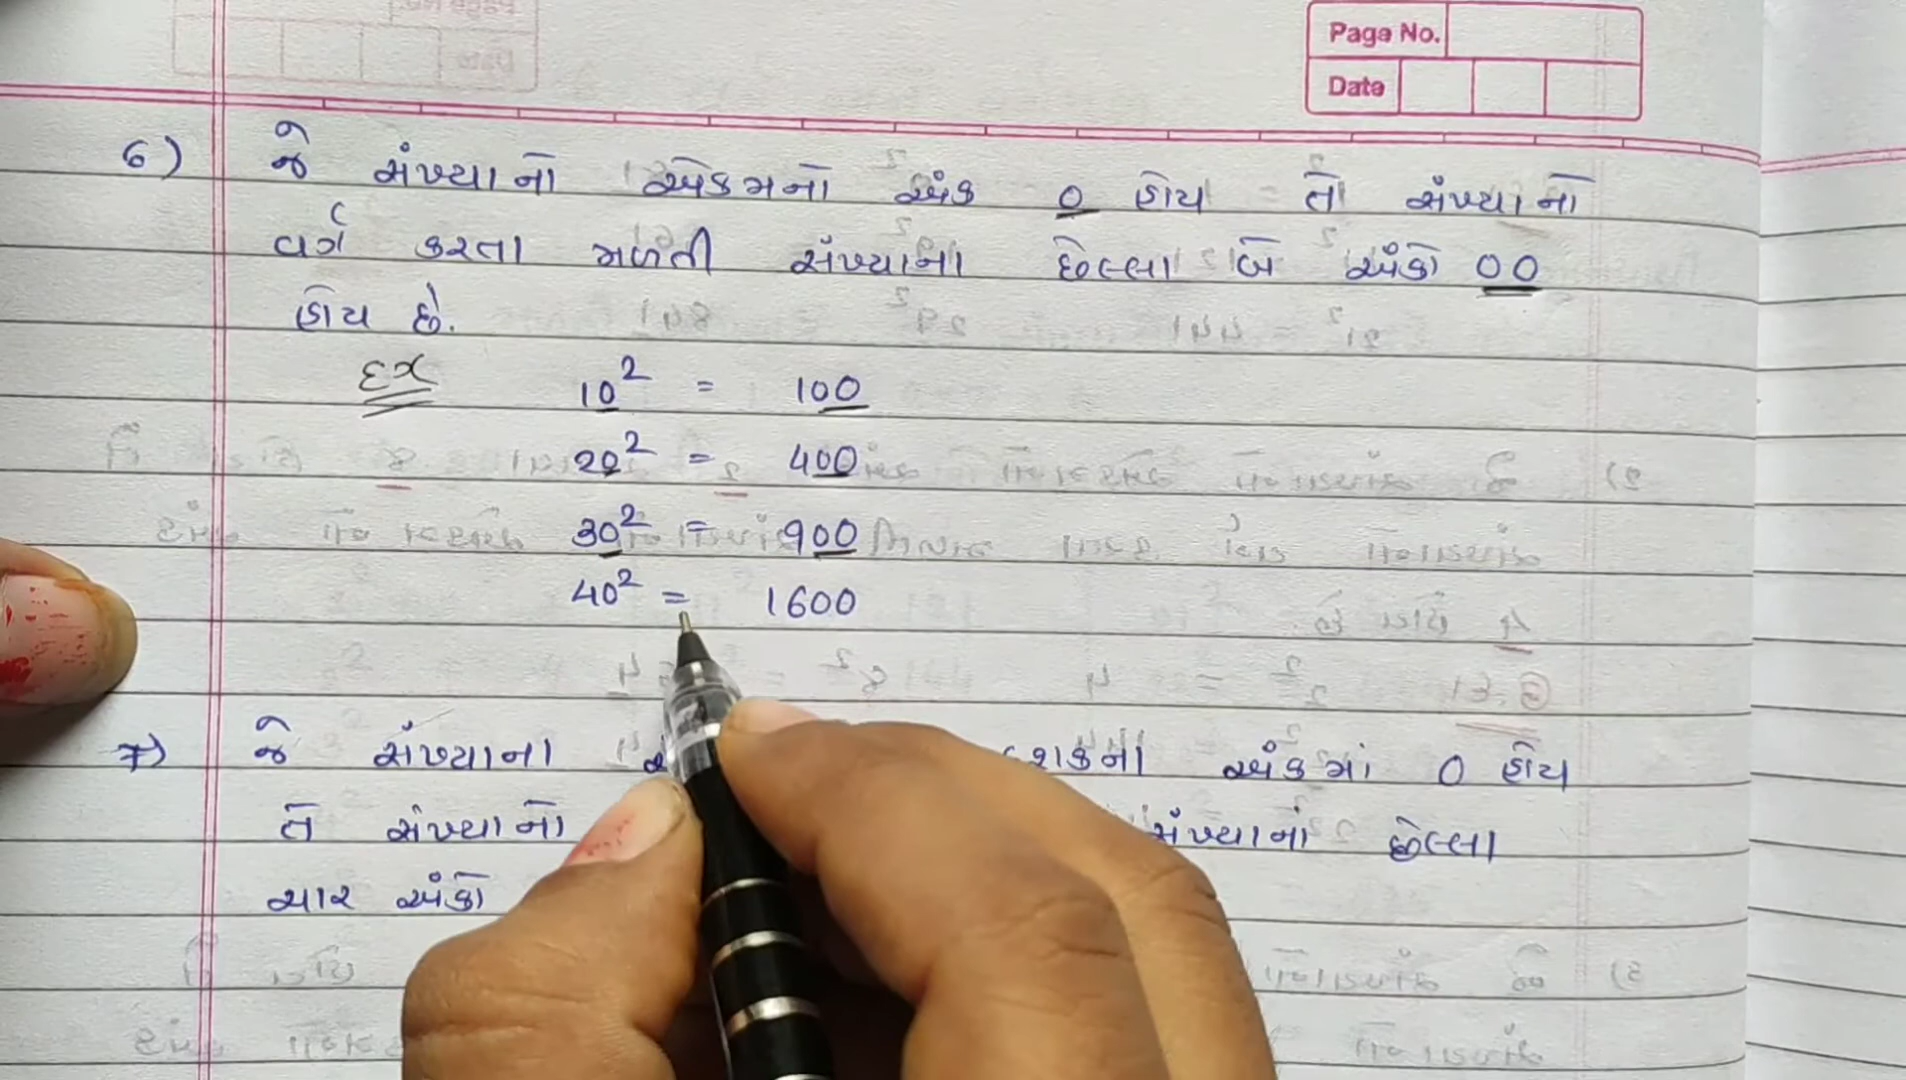 Page No.
Date
6) જે સંખ્યાનો એકમનો અંક 0 હોય તો સંખ્યાનો
વર્ગ કરતા મળતી સંખ્યાના છેલ્લા બે અંકો 00
હોય છે.
Ex 10² = 100
20² = 400
30² = 900
40² = 1600
7) જે સંખ્યાના દશકના અંકમાં 0 હોય
તે સંખ્યાનો સંખ્યાનાં છેલ્લા
ચાર અંકો